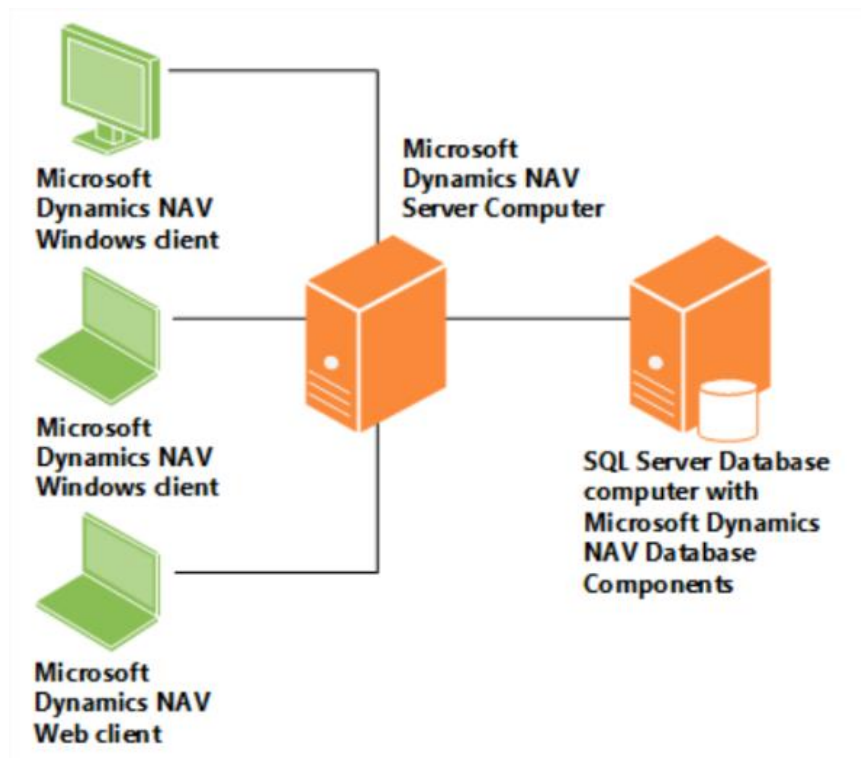 Microsoft
Dynamics NAV
Windows client
Microsoft
Dynamics NAV
Server Computer
Microsoft
Dynamics NAV
Windows client
SQL Server Database
computer with
Microsoft Dynamics
NAV Database
Components
Microsoft
Dynamics NAV
Web client